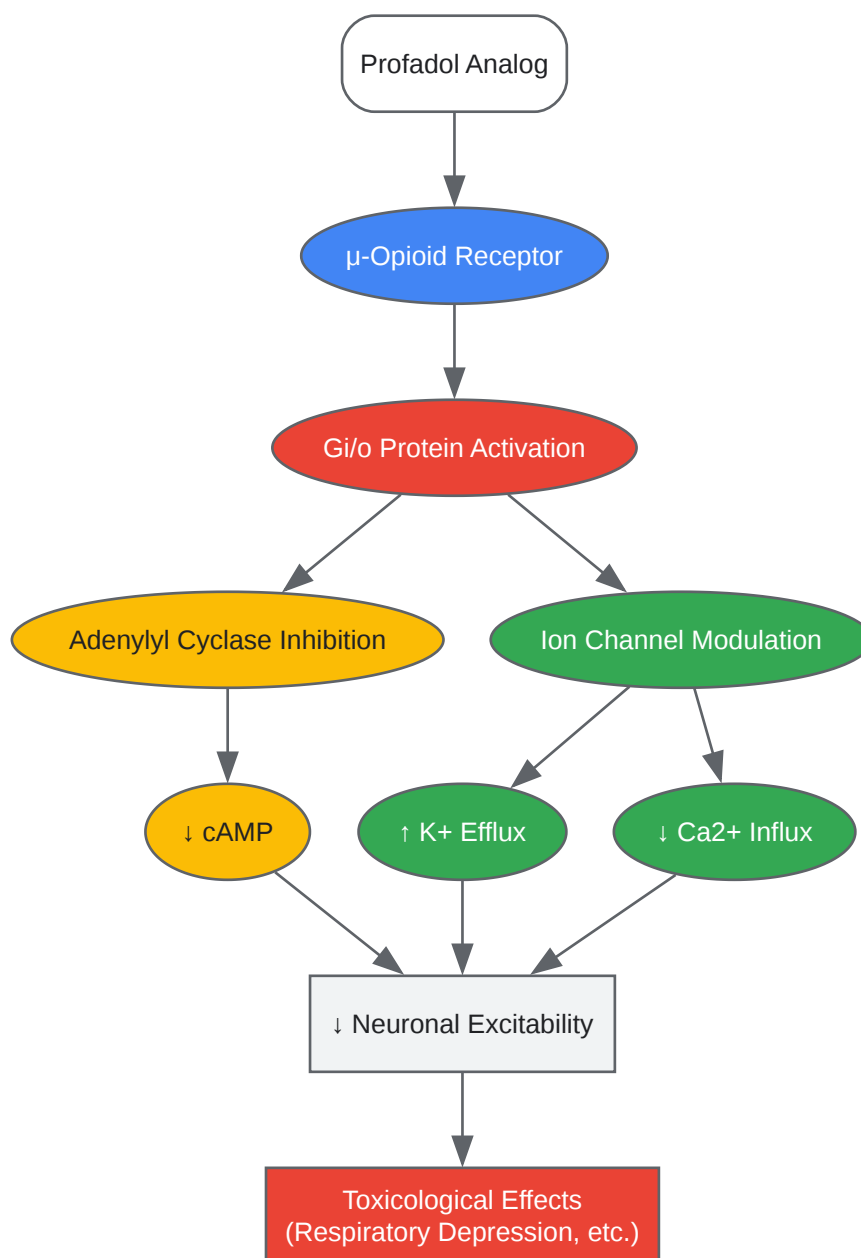 Profadol Analog
μ-Opioid Receptor
Gi/o Protein Activation
Adenylyl Cyclase Inhibition
Ion Channel Modulation
↓ cAMP
↑ K+ Efflux
↓ Ca2+ Influx
↓ Neuronal Excitability
Toxicological Effects
(Respiratory Depression, etc.)